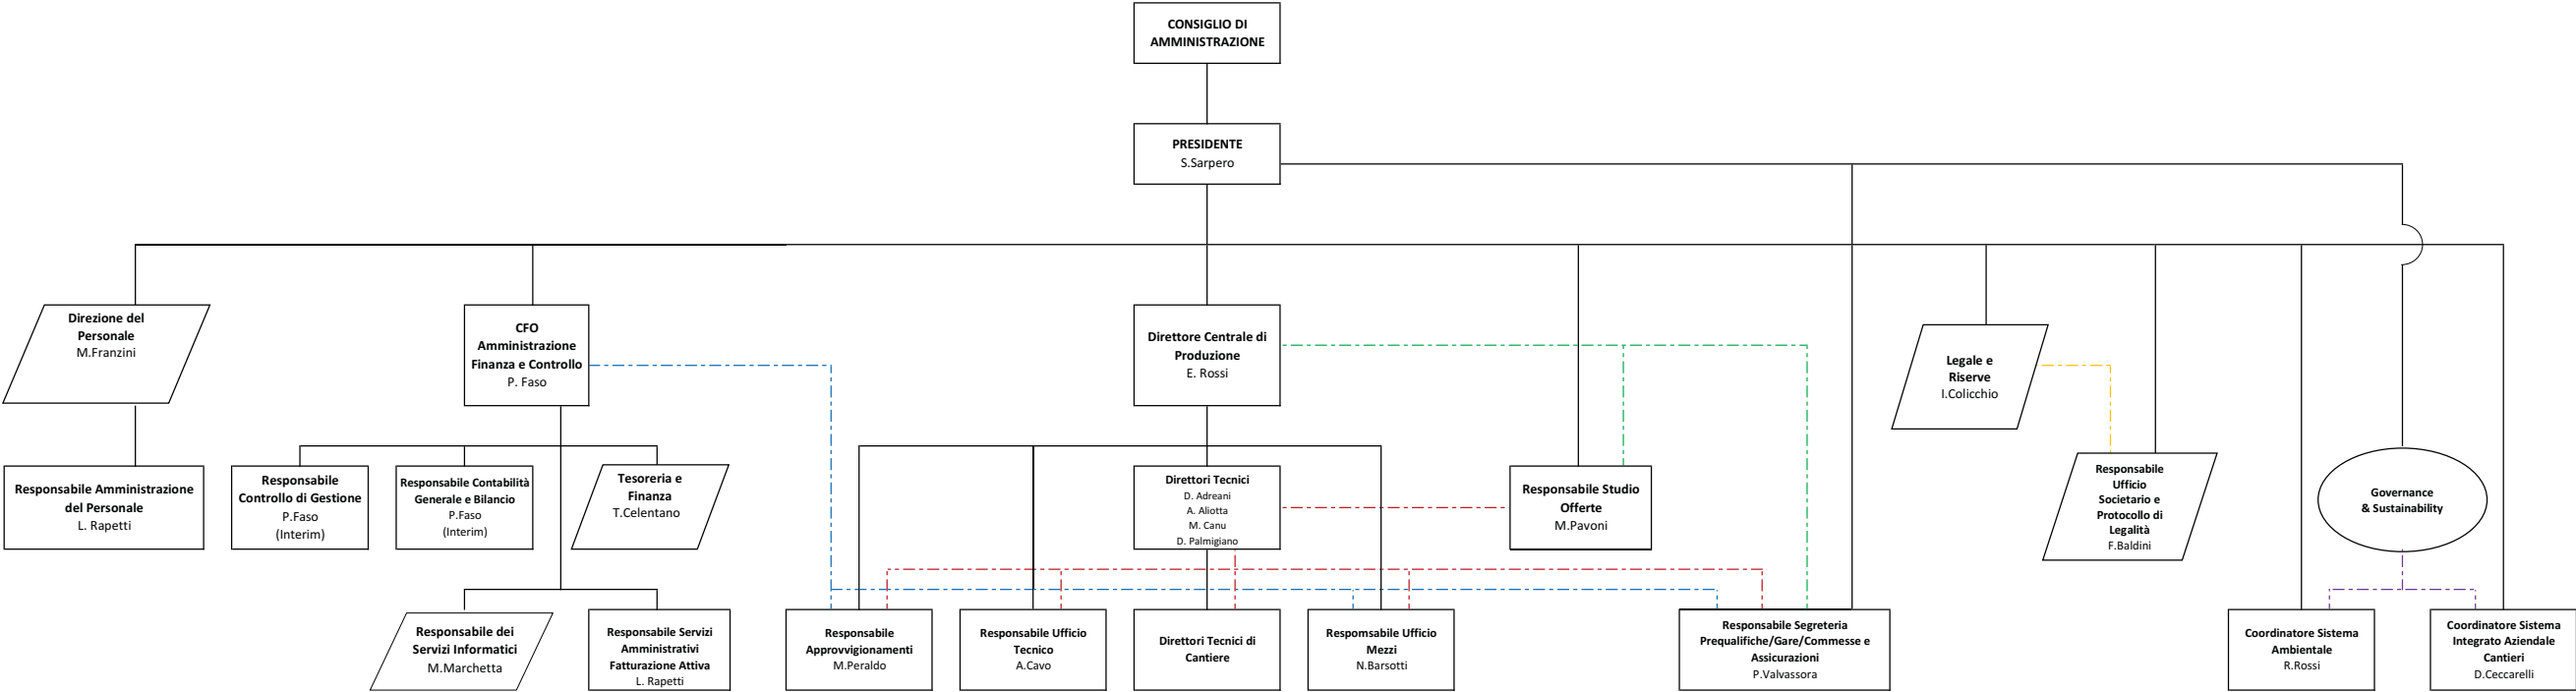 CONSIGLIO DI
AMMINISTRAZIONE
PRESIDENTE
S.Sarpero
Direzione del
Personale
M.Franzini
CFO
Amministrazione
Finanza e Controllo
P. Faso
Direttore Centrale di
Produzione
E. Rossi
Legale e
Riserve
I.Colicchio
Responsabile Amministrazione
del Personale
L. Rapetti
Responsabile
Controllo di Gestione
P.Faso
(Interim)
Responsabile Contabilità
Generale e Bilancio
P.Faso
(Interim)
Tesoreria e
Finanza
T.Celentano
Direttori Tecnici
D. Adreani
A. Aliotta
M. Canu
D. Palmigiano
Responsabile Studio
Offerte
M.Pavoni
Responsabile
Ufficio
Societario e
Protocollo di
Legalità
F.Baldini
Governance
& Sustainability
Responsabile dei
Servizi Informatici
M.Marchetta
Responsabile Servizi
Amministrativi
Fatturazione Attiva
L. Rapetti
Responsabile
Approvvigionamenti
M.Peraldo
Responsabile Ufficio
Tecnico
A.Cavo
Direttori Tecnici di
Cantiere
Respomsabile Ufficio
Mezzi
N.Barsotti
Responsabile Segreteria
Prequalifiche/Gare/Commesse e
Assicurazioni
P.Valvassora
Coordinatore Sistema
Ambientale
R.Rossi
Coordinatore Sistema
Integrato Aziendale
Cantieri
D.Ceccarelli